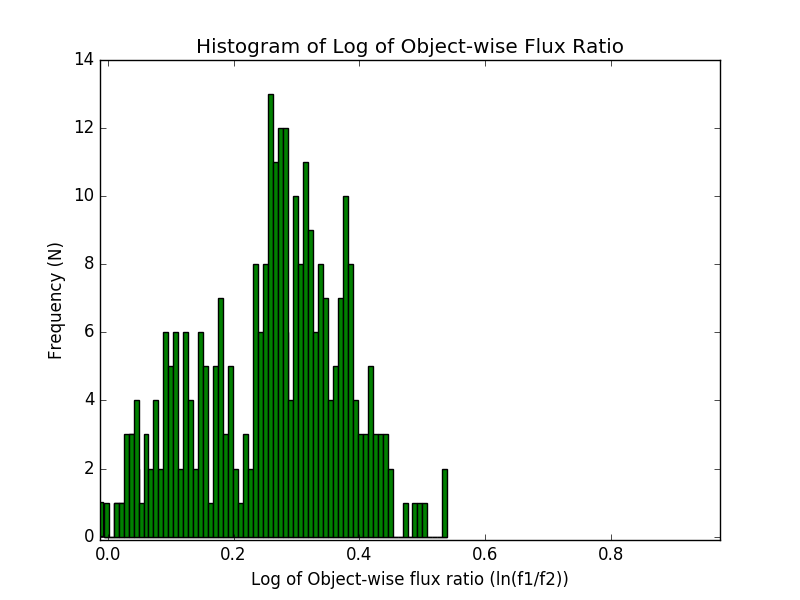 Histogram of Log of Object-wise Flux Ratio
14
12
10
8
6
4
2
0
Frequency (N)
0.0 0.2 0.4 0.6 0.8
Log of Object-wise flux ratio (ln(f1/f2))